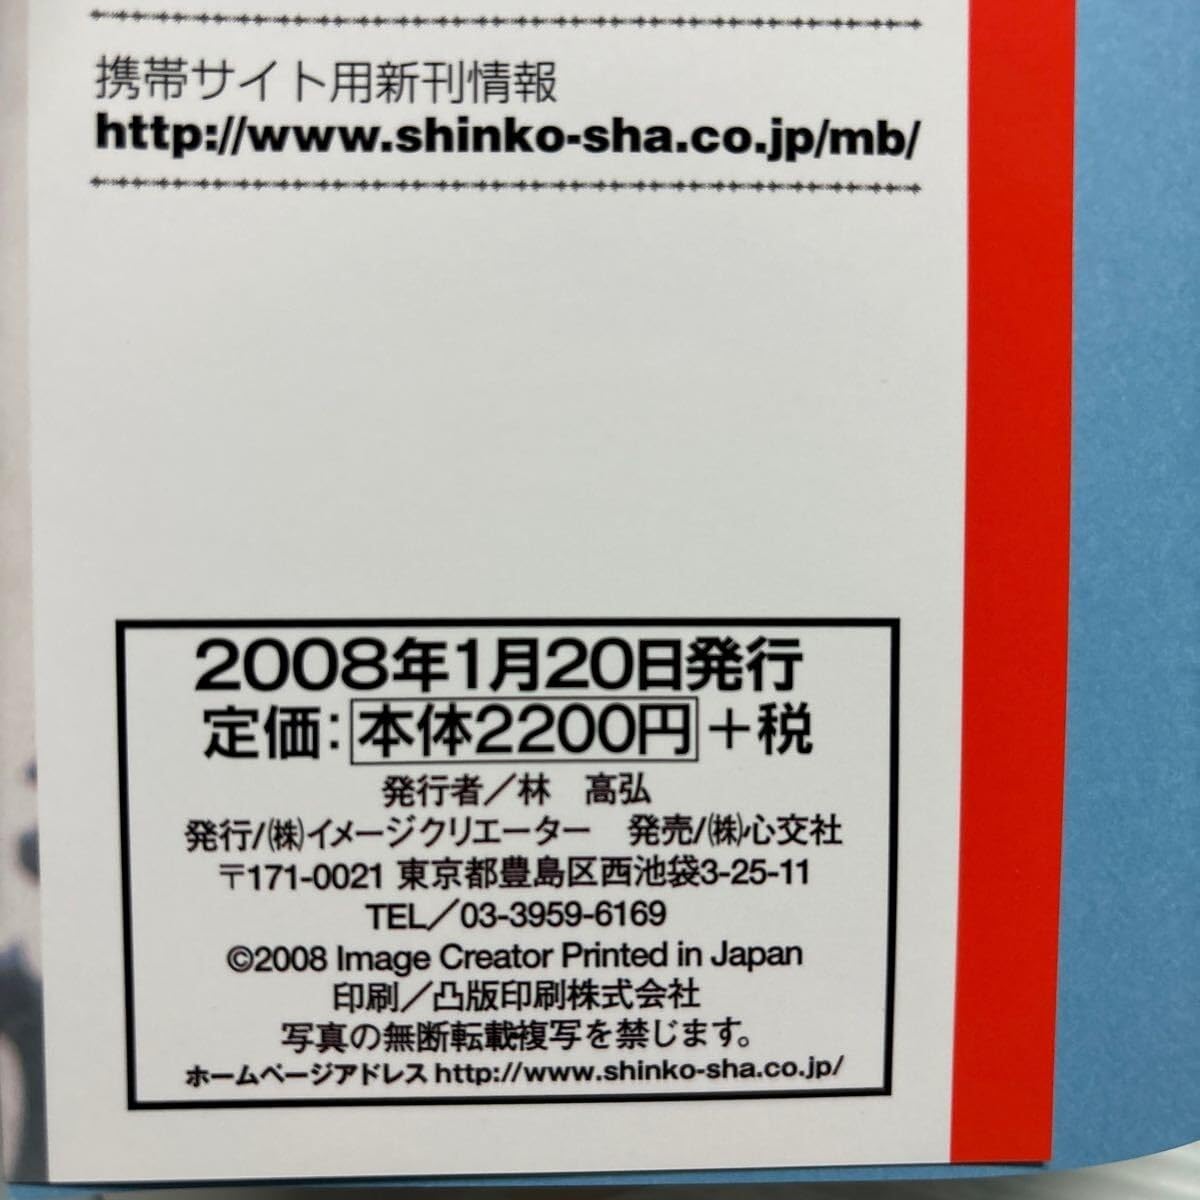 携帯サイト用新刊情報
http://www.shinko-sha.co.jp/mb/
2008年1月20日発行
定価:本体2200円+税
発行者/林　高弘
発行/(株)イメージクリエーター　発売/(株)心交社
〒171-0021 東京都豊島区西池袋3-25-11
TEL/03-3959-6169
©2008 Image Creator Printed in Japan
印刷/凸版印刷株式会社
写真の無断転載複写を禁じます。
ホームページアドレスhttp://www.shinko-sha.co.jp/